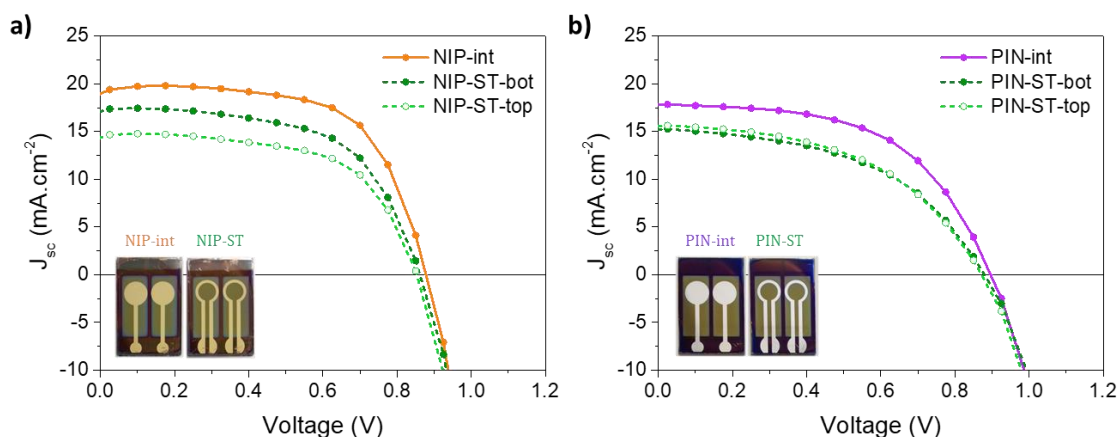 a)
J_sc (mA.cm⁻²)
25
20
15
10
5
0
-5
-10
NIP-int
NIP-ST-bot
NIP-ST-top
NIP-int NIP-ST
0.0 0.2 0.4 0.6 0.8 1.0 1.2
Voltage (V)
b)
J_sc (mA.cm⁻²)
25
20
15
10
5
0
-5
-10
PIN-int
PIN-ST-bot
PIN-ST-top
PIN-int PIN-ST
0.0 0.2 0.4 0.6 0.8 1.0 1.2
Voltage (V)